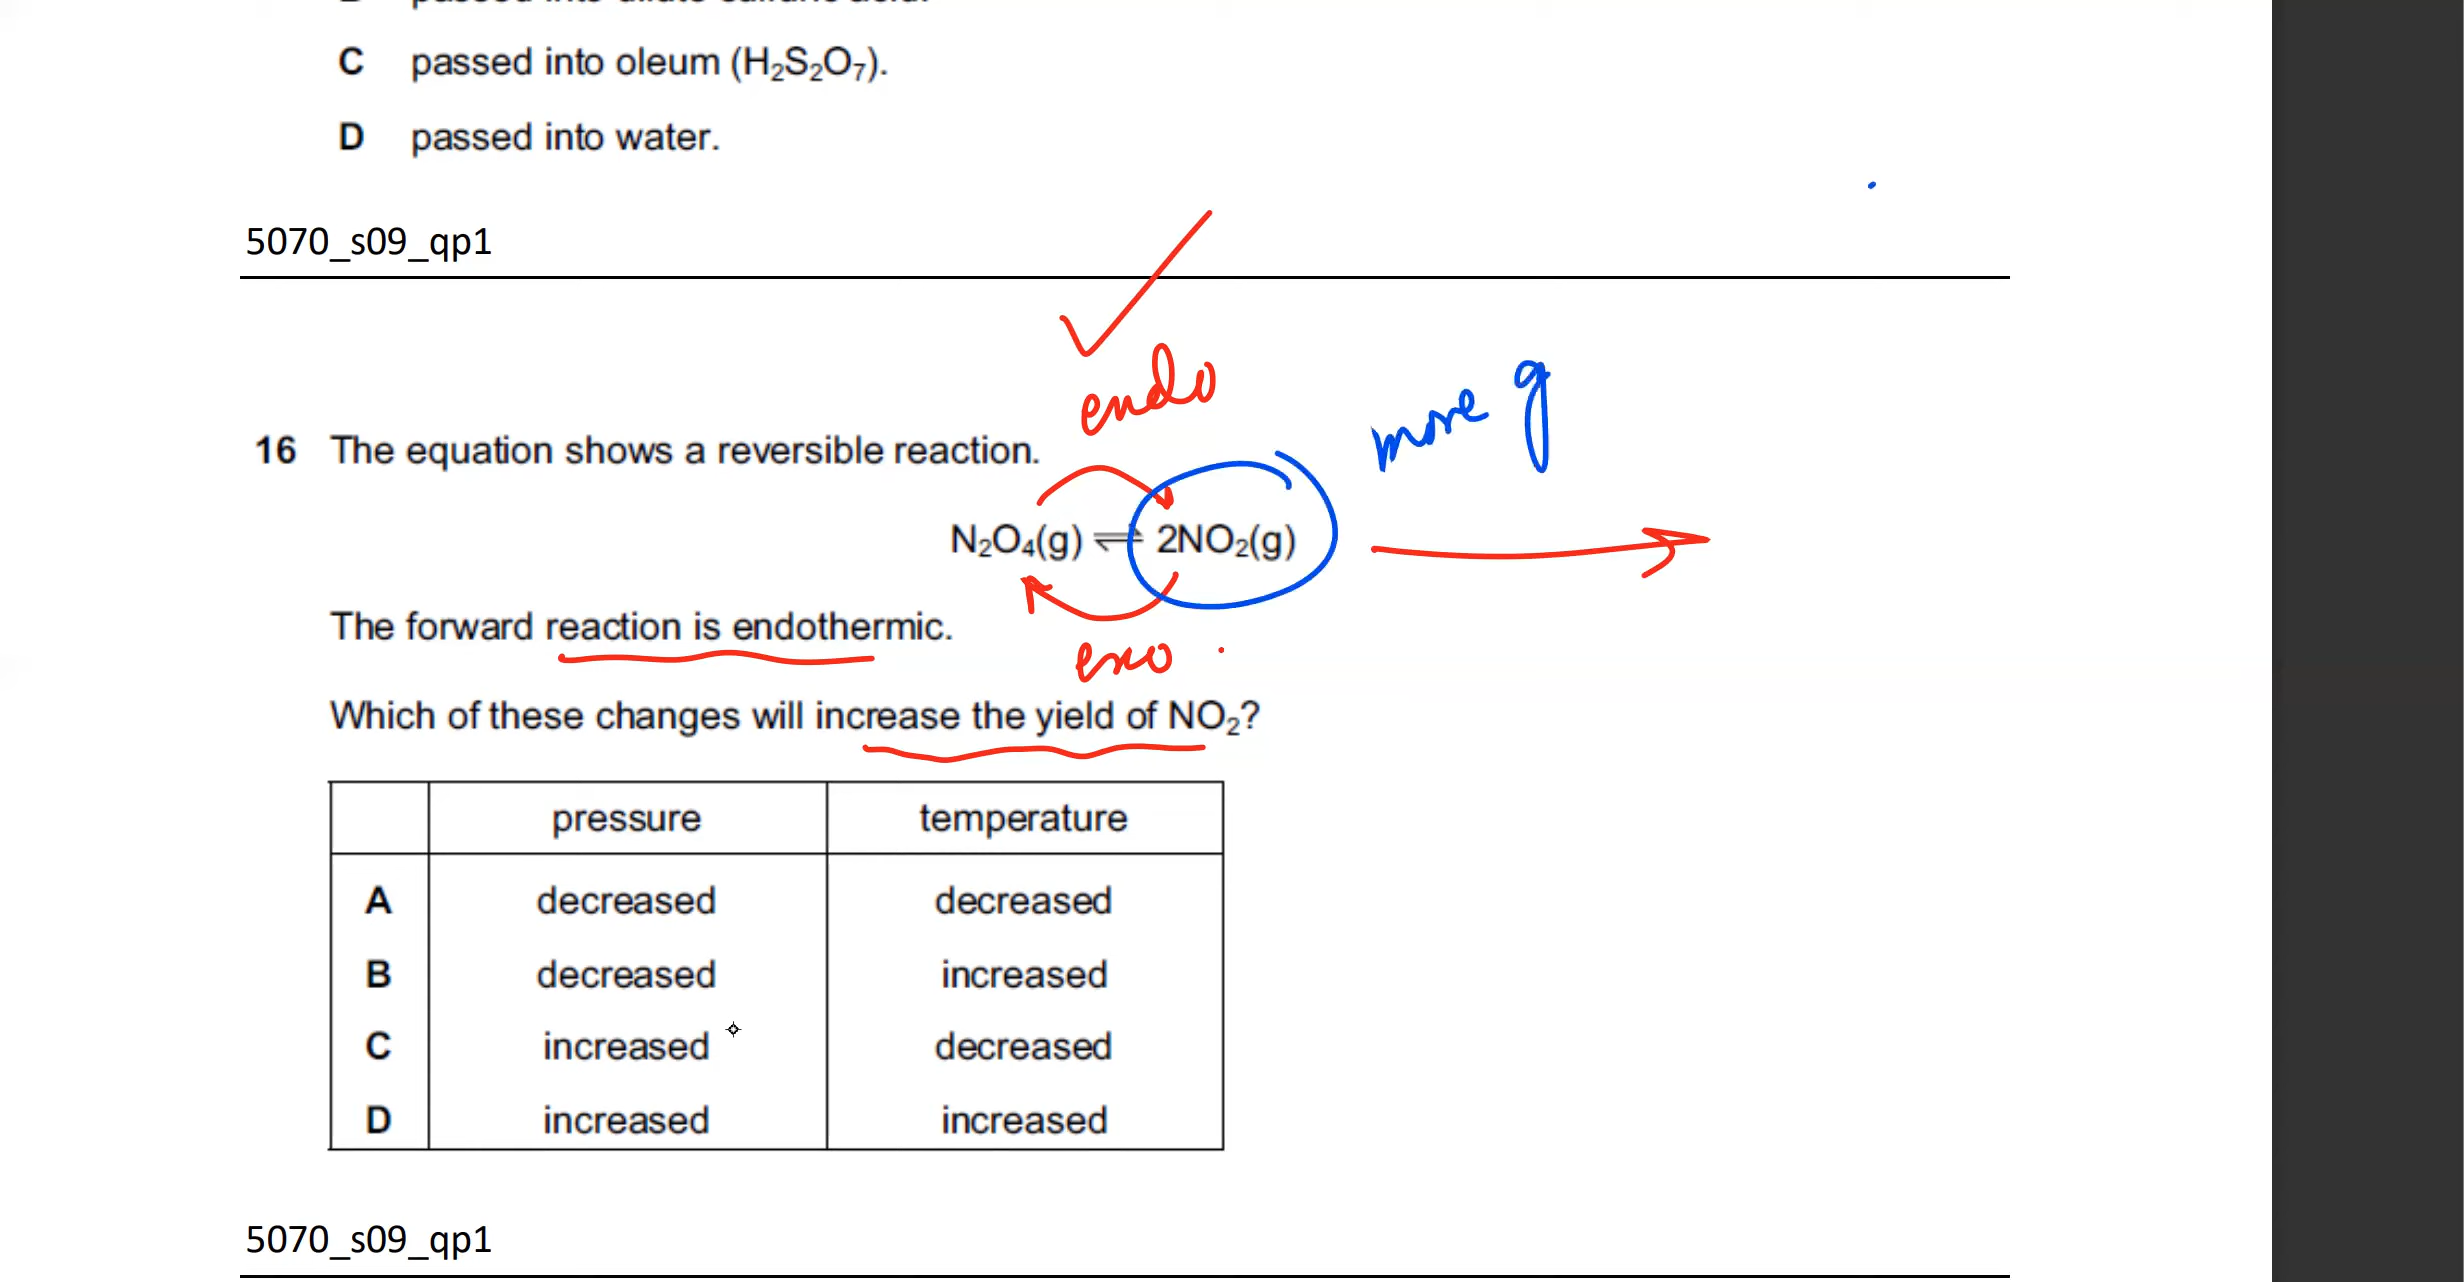 C passed into oleum (H₂S₂O₇).
D passed into water.
5070_s09_qp1
endo
more g
16 The equation shows a reversible reaction.
N₂O₄(g) ⇌ 2NO₂(g)
The forward reaction is endothermic.
exo
Which of these changes will increase the yield of NO₂?
pressure temperature
A decreased decreased
B decreased increased
C increased decreased
D increased increased
5070_s09_qp1